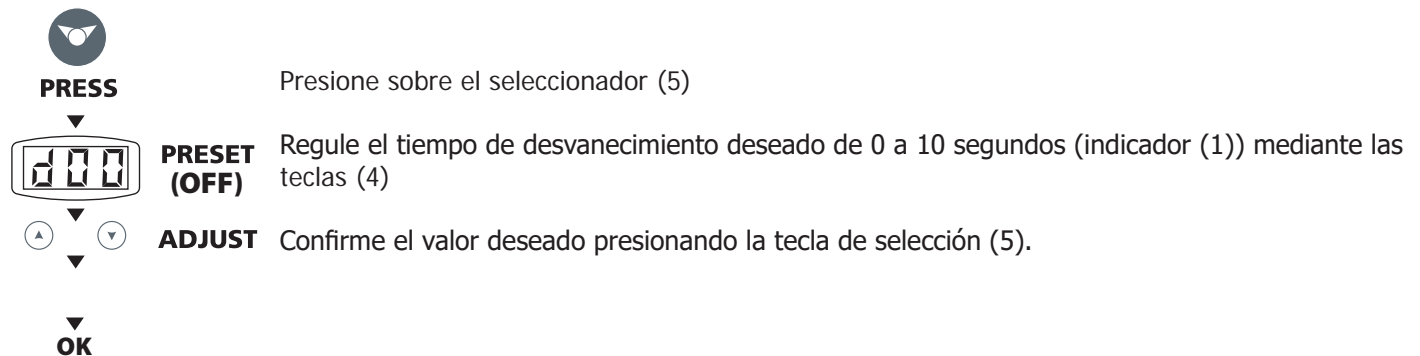 PRESS
Presione sobre el seleccionador (5)
d00
PRESET
(OFF)
Regule el tiempo de desvanecimiento deseado de 0 a 10 segundos (indicador (1)) mediante las
teclas (4)
ADJUST
Confirme el valor deseado presionando la tecla de selección (5).
OK